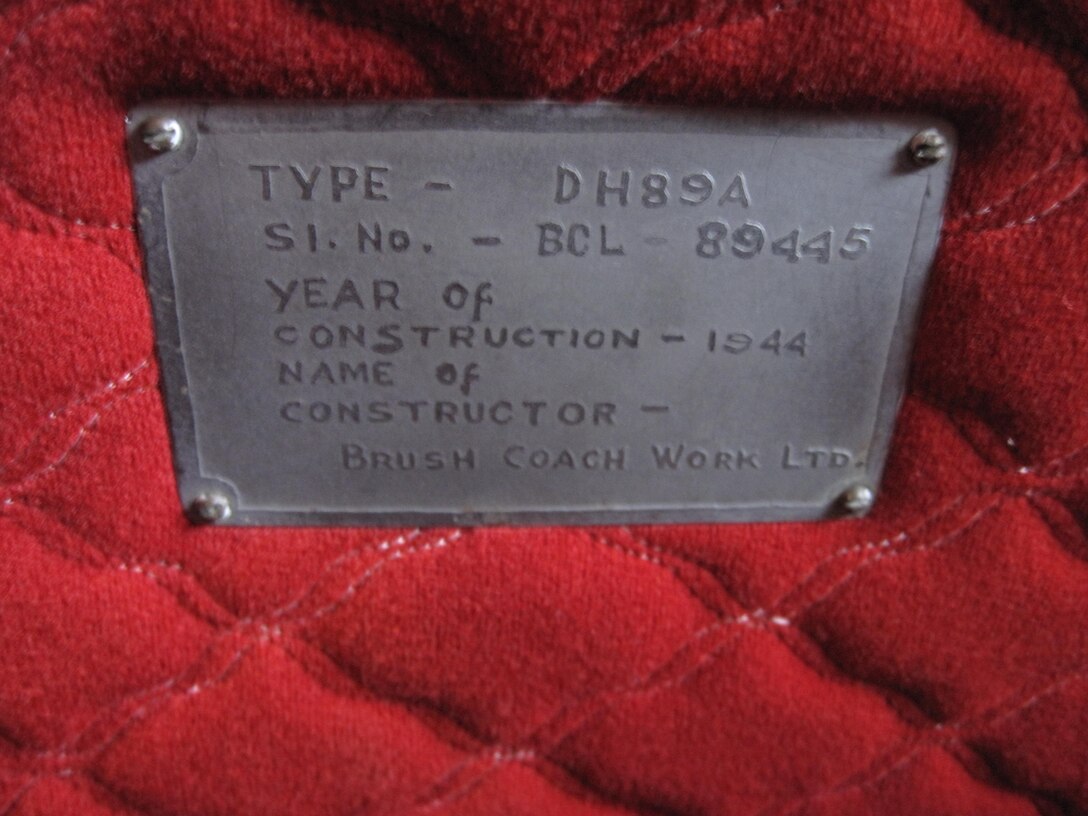 TYPE - DH89A
Sl. No. - BCL - 89445
YEAR of
CONSTRUCTION - 1944
NAME of
CONSTRUCTOR -
BRUSH COACH WORK LTD.